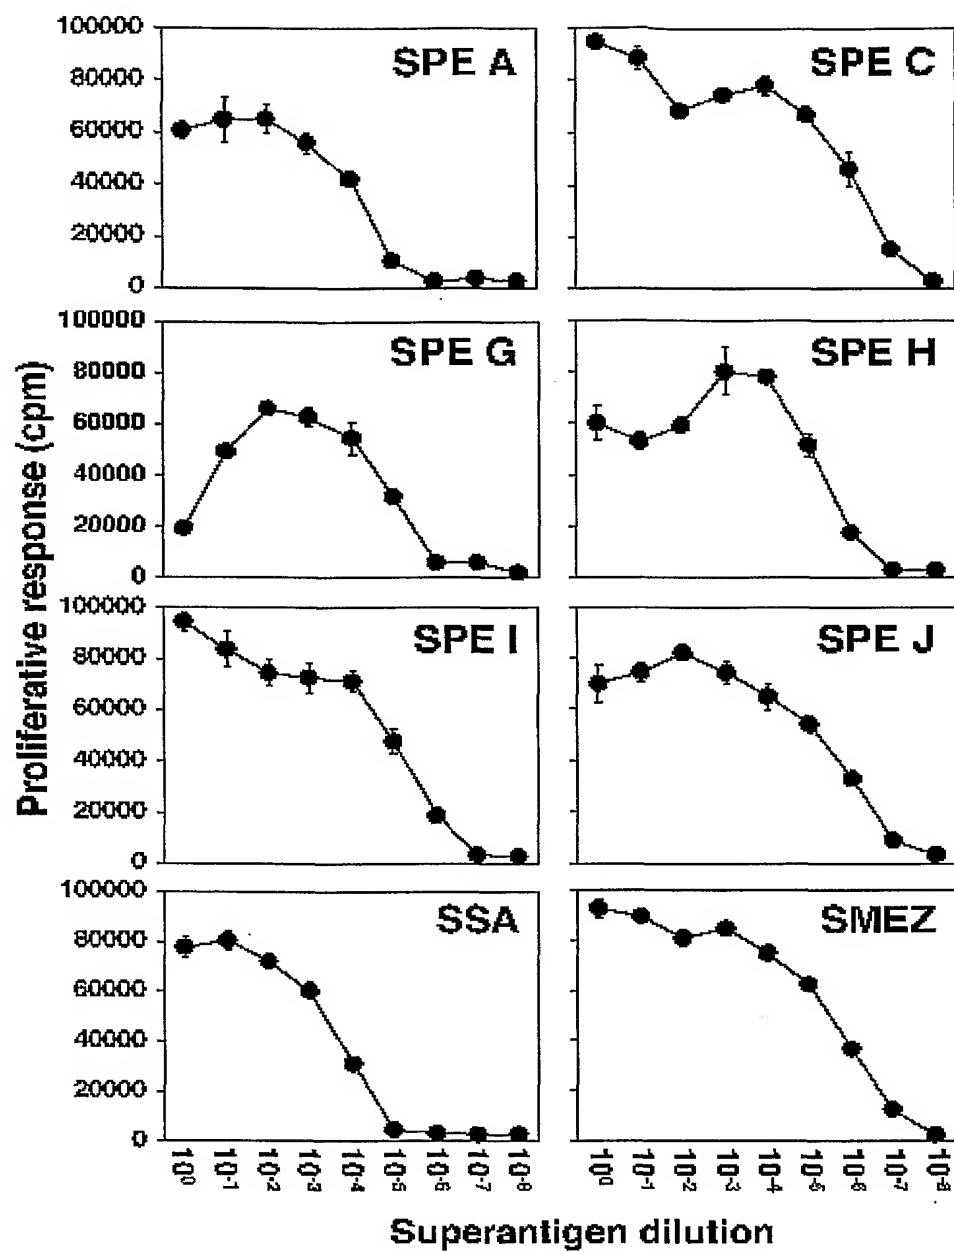 100000
80000
60000
40000
20000
0
SPE A
SPE C
100000
80000
60000
40000
20000
0
SPE G
SPE H
100000
80000
60000
40000
20000
0
SPE I
SPE J
100000
80000
60000
40000
20000
0
SSA
SMEZ
Proliferative response (cpm)
10⁰ 10⁻¹ 10⁻² 10⁻³ 10⁻⁴ 10⁻⁵ 10⁻⁶ 10⁻⁷ 10⁻⁸
10⁰ 10⁻¹ 10⁻² 10⁻³ 10⁻⁴ 10⁻⁵ 10⁻⁶ 10⁻⁷ 10⁻⁸
Superantigen dilution